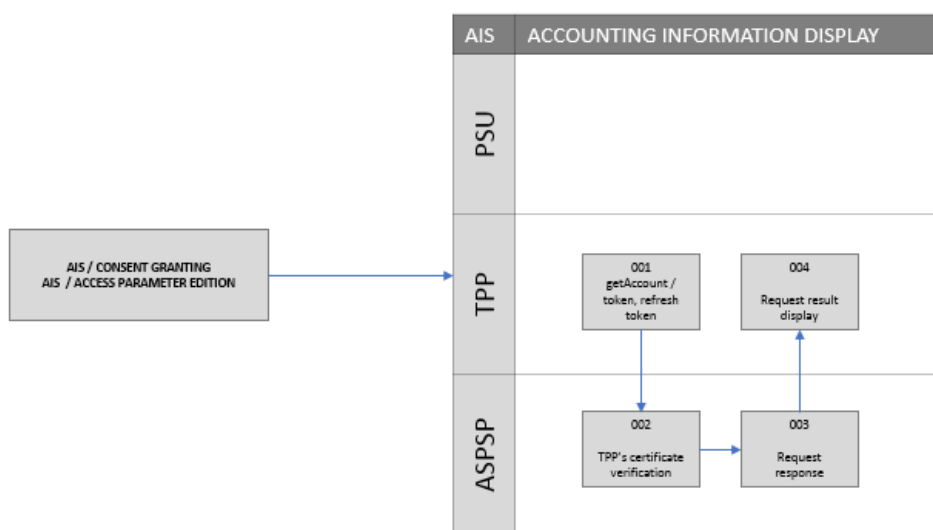 AIS ACCOUNTING INFORMATION DISPLAY
PSU
AIS / CONSENT GRANTING
AIS / ACCESS PARAMETER EDITION
TPP
001
getAccount /
token, refresh
token
004
Request result
display
ASPSP
002
TPP's certificate
verification
003
Request
response